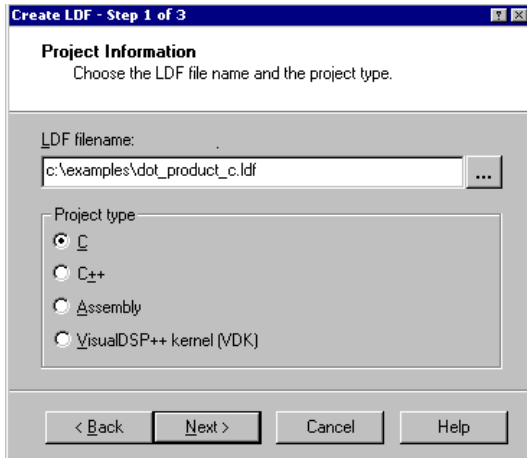 Create LDF - Step 1 of 3
Project Information
Choose the LDF file name and the project type.
LDF filename:
c:\examples\dot_product_c.ldf
...
Project type
C
C++
Assembly
VisualDSP++ kernel (VDK)
< Back Next > Cancel Help